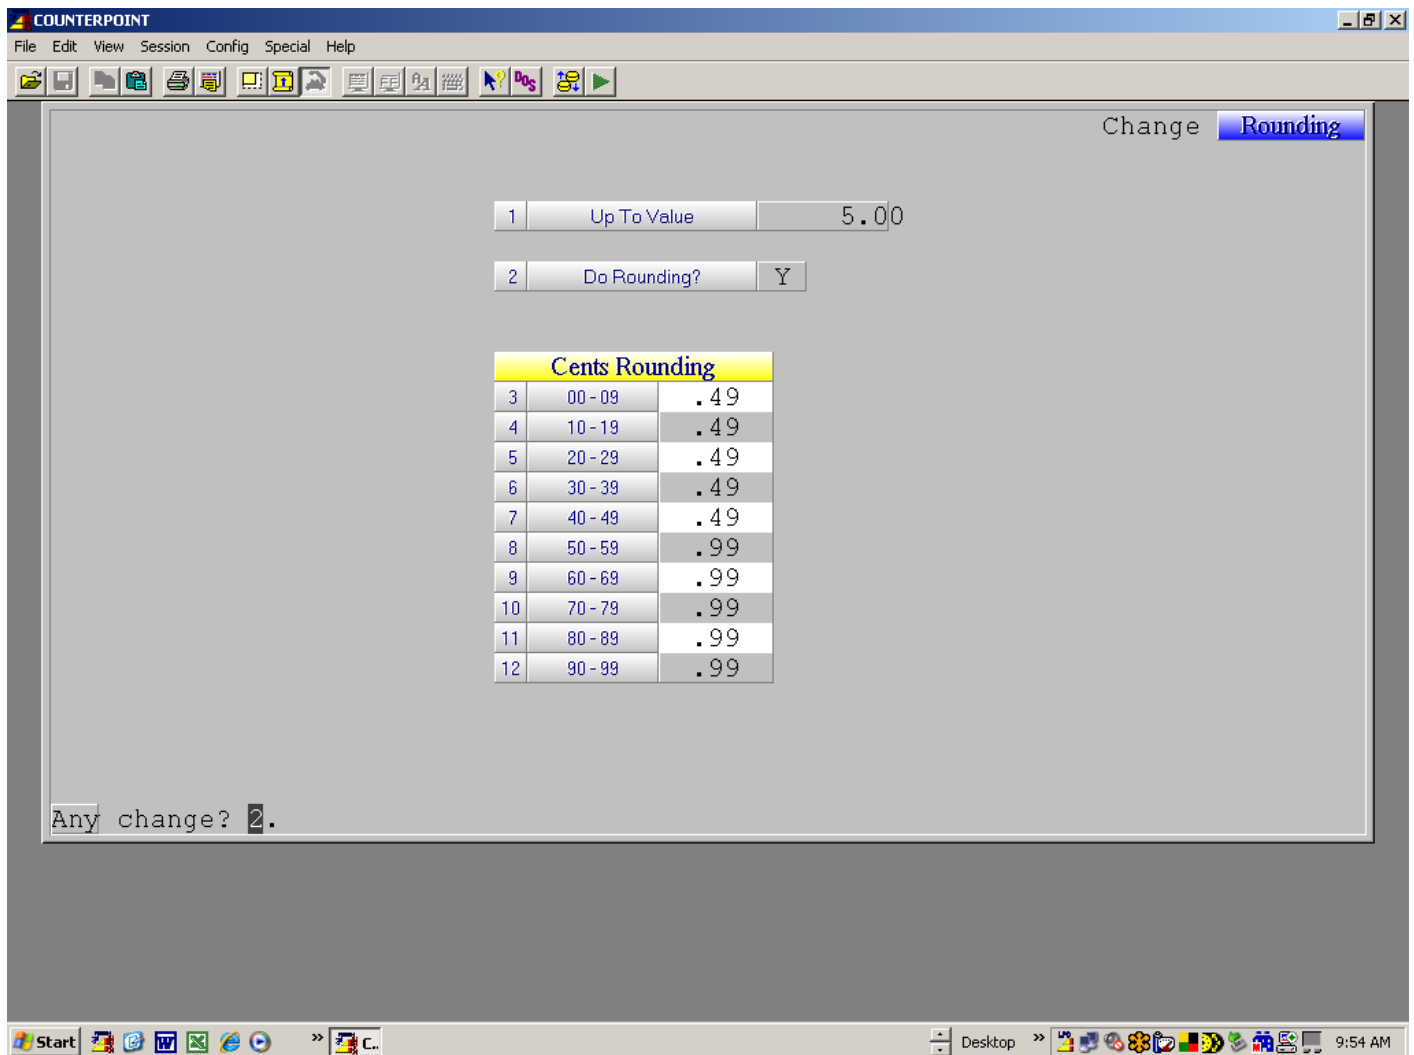 COUNTERPOINT
File Edit View Session Config Special Help
DOS
Change Rounding
1 Up To Value 5.00
2 Do Rounding? Y
Cents Rounding
3 00 - 09 .49
4 10 - 19 .49
5 20 - 29 .49
6 30 - 39 .49
7 40 - 49 .49
8 50 - 59 .99
9 60 - 69 .99
10 70 - 79 .99
11 80 - 89 .99
12 90 - 99 .99
Any change? 2.
Start » C.. Desktop » 9:54 AM